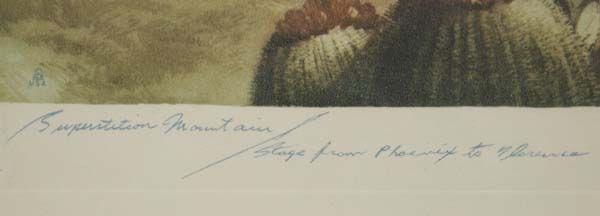 Superstition Mountain /
Stage from Phoenix to Florence